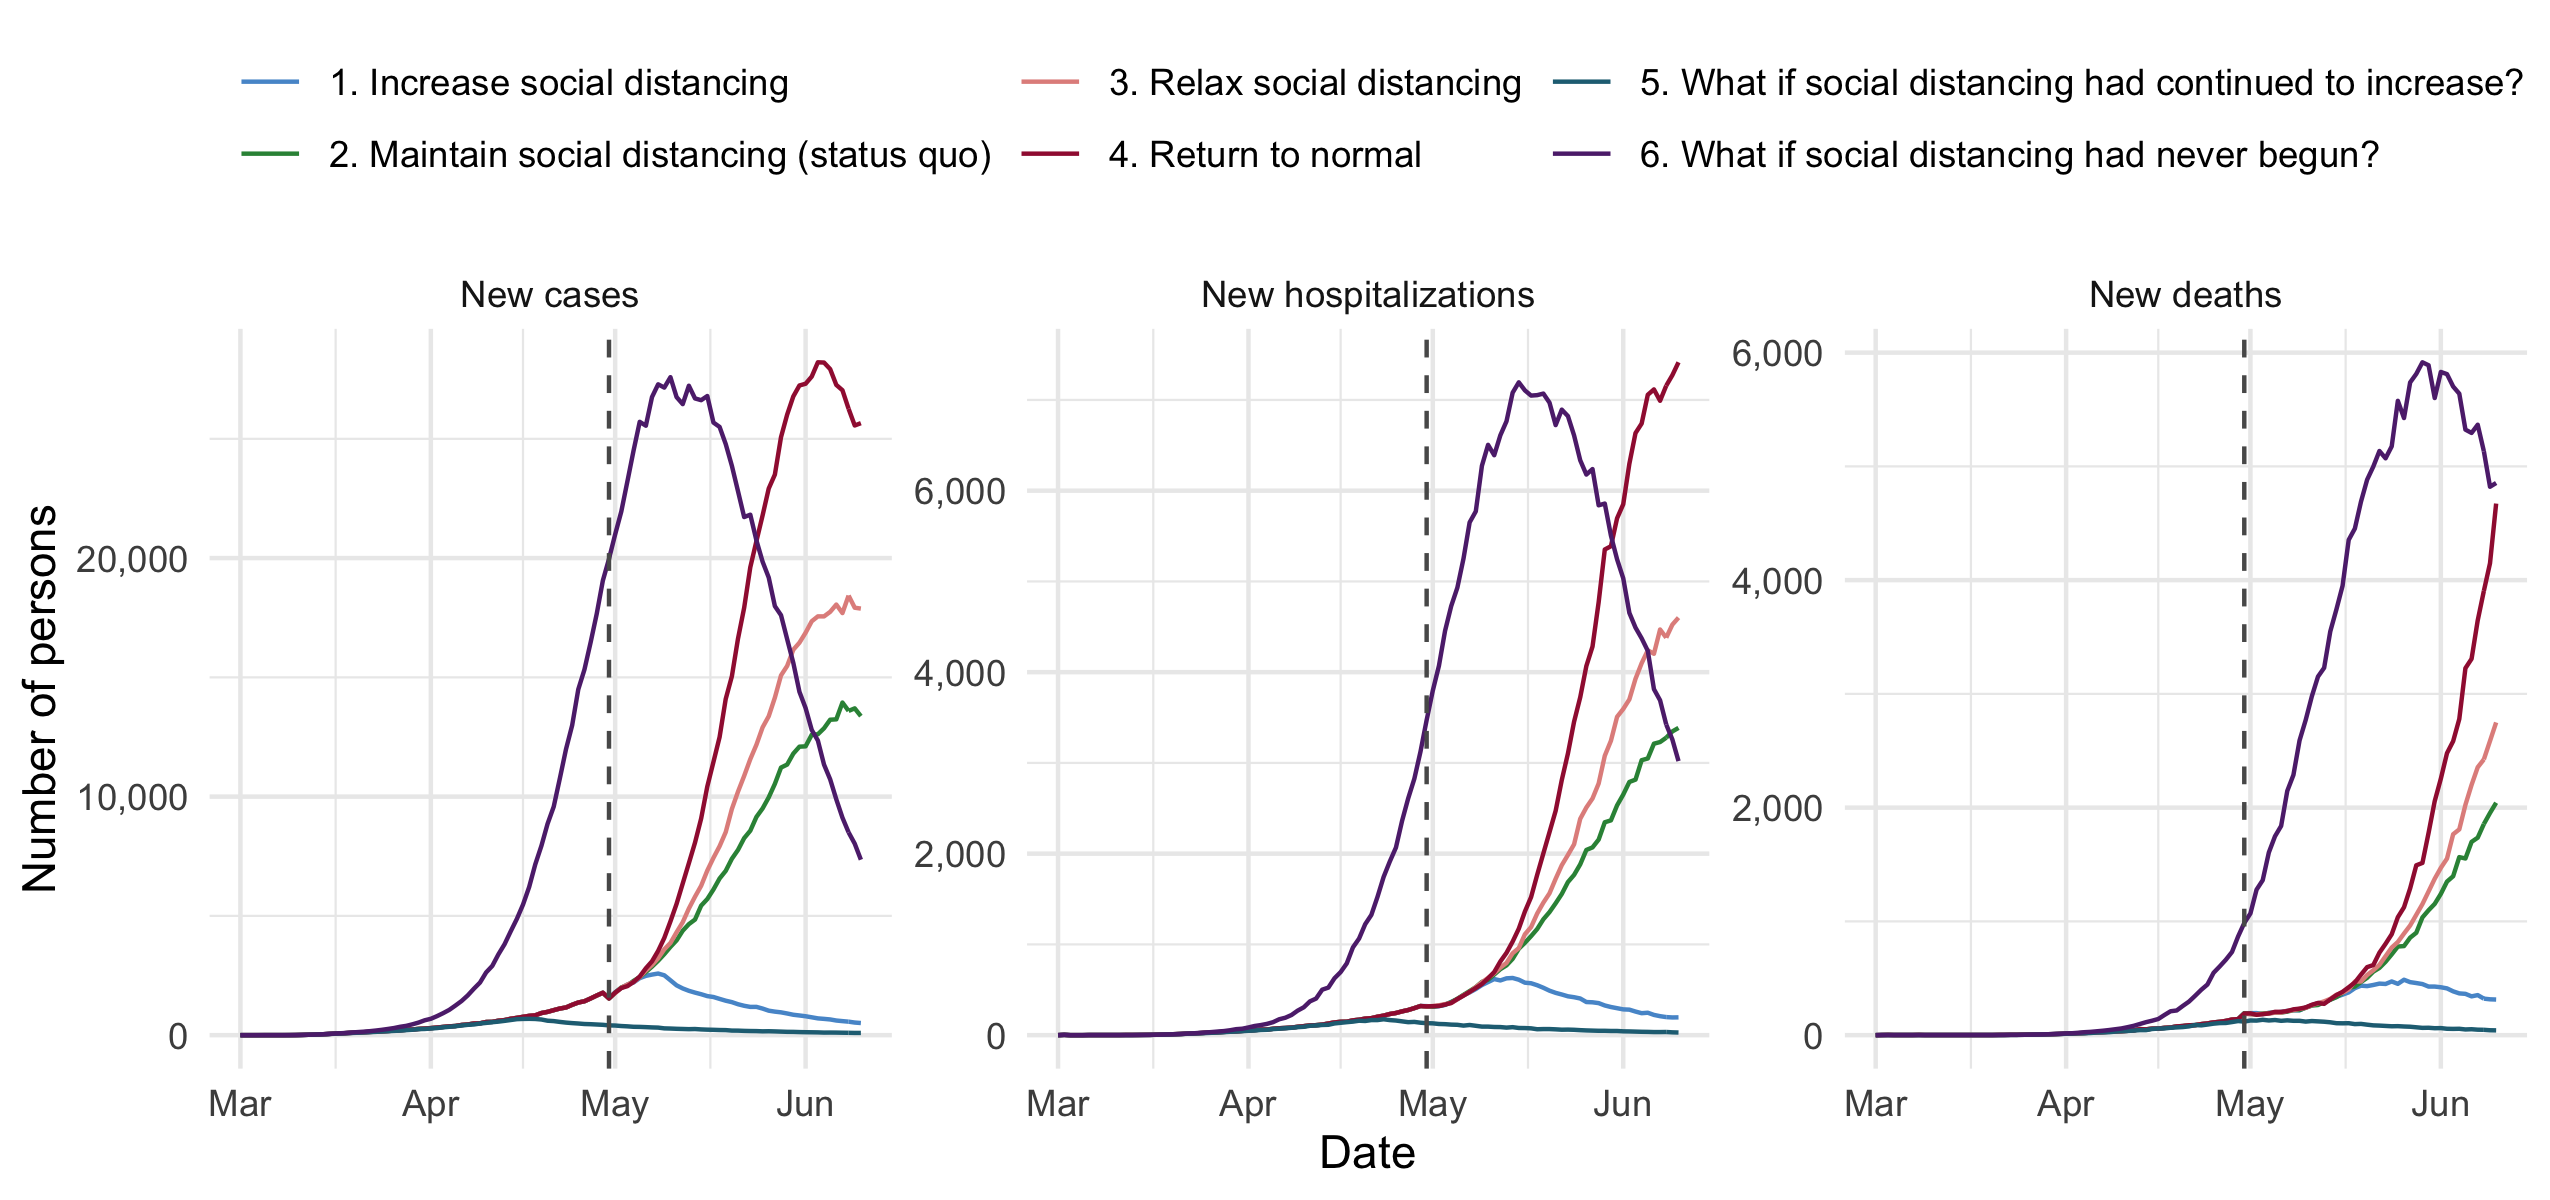 1. Increase social distancing
3. Relax social distancing
5. What if social distancing had continued to increase?
2. Maintain social distancing (status quo)
4. Return to normal
6. What if social distancing had never begun?
New cases
New hospitalizations
New deaths
Number of persons
20,000
10,000
0
6,000
4,000
2,000
0
6,000
4,000
2,000
0
Mar Apr May Jun
Mar Apr May Jun
Mar Apr May Jun
Date